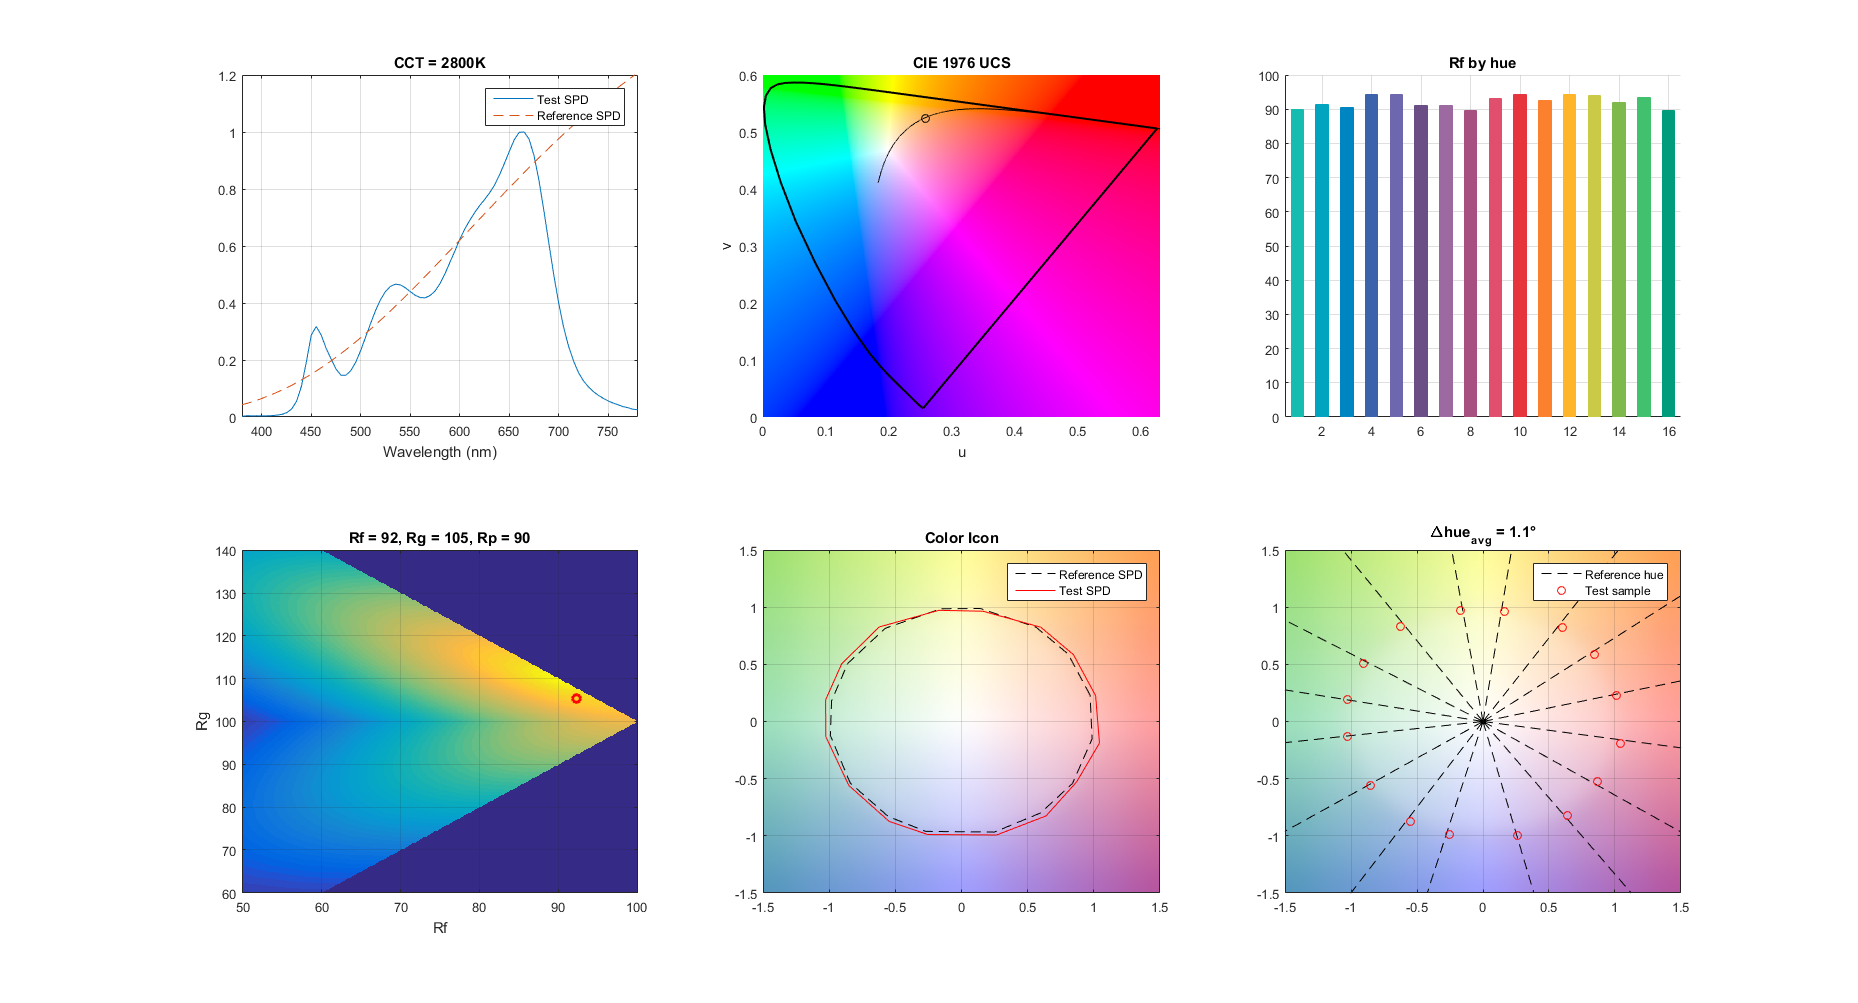 CCT = 2800K
1.2
1
0.8
0.6
0.4
0.2
0
Test SPD
Reference SPD
400 450 500 550 600 650 700 750
Wavelength (nm)
CIE 1976 UCS
0.6
0.5
0.4
0.3
0.2
0.1
0
v
0 0.1 0.2 0.3 0.4 0.5 0.6
u
Rf by hue
100
90
80
70
60
50
40
30
20
10
0
2 4 6 8 10 12 14 16
Rf = 92, Rg = 105, Rp = 90
140
130
120
110
100
90
80
70
60
Rg
50 60 70 80 90 100
Rf
Color Icon
1.5
1
0.5
0
-0.5
-1
-1.5
Reference SPD
Test SPD
-1.5 -1 -0.5 0 0.5 1 1.5
Δhue_avg = 1.1°
1.5
1
0.5
0
-0.5
-1
-1.5
Reference hue
Test sample
-1.5 -1 -0.5 0 0.5 1 1.5